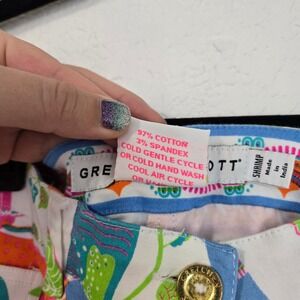 97% COTTON
3% SPANDEX
COLD GENTLE CYCLE
OR COLD HAND WASH
COOL AIR CYCLE
GRE
OTT
SHRIMP
Made
in
India